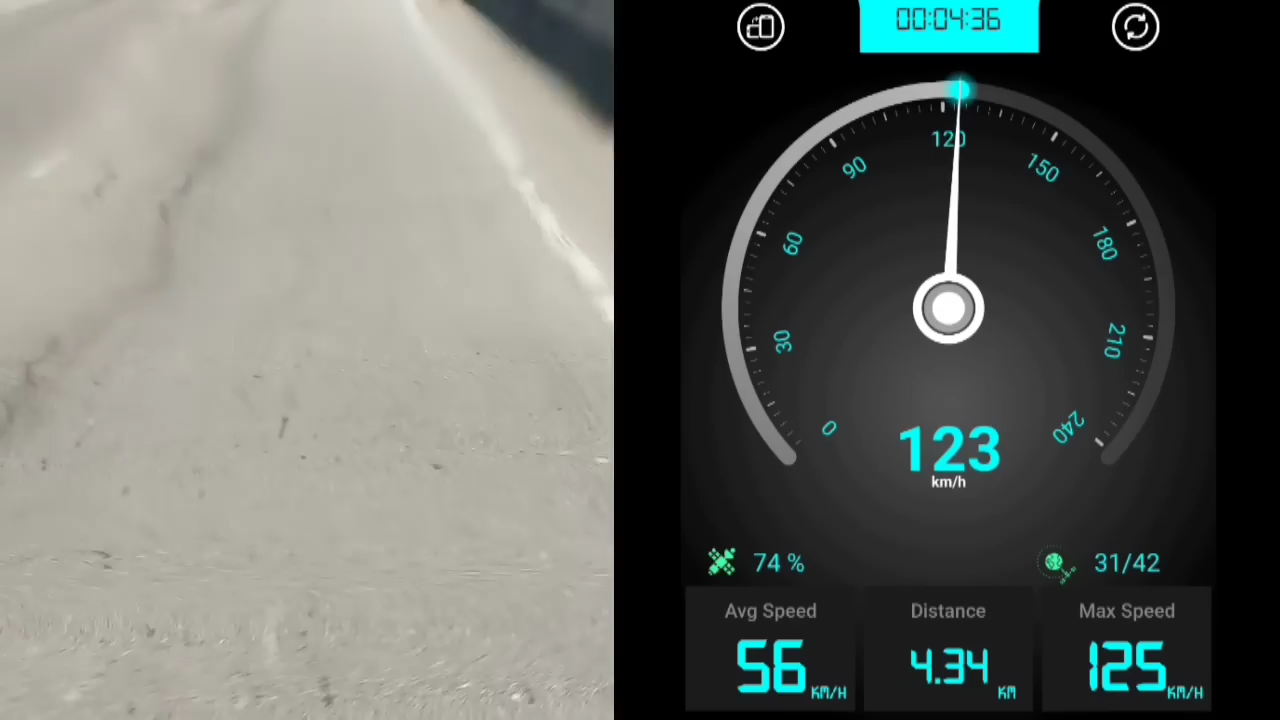 00:04:36
0
30
60
90
120
150
180
210
240
123
km/h
74 %
31/42
Avg Speed
56 KM/H
Distance
4.34 KM
Max Speed
125 KM/H